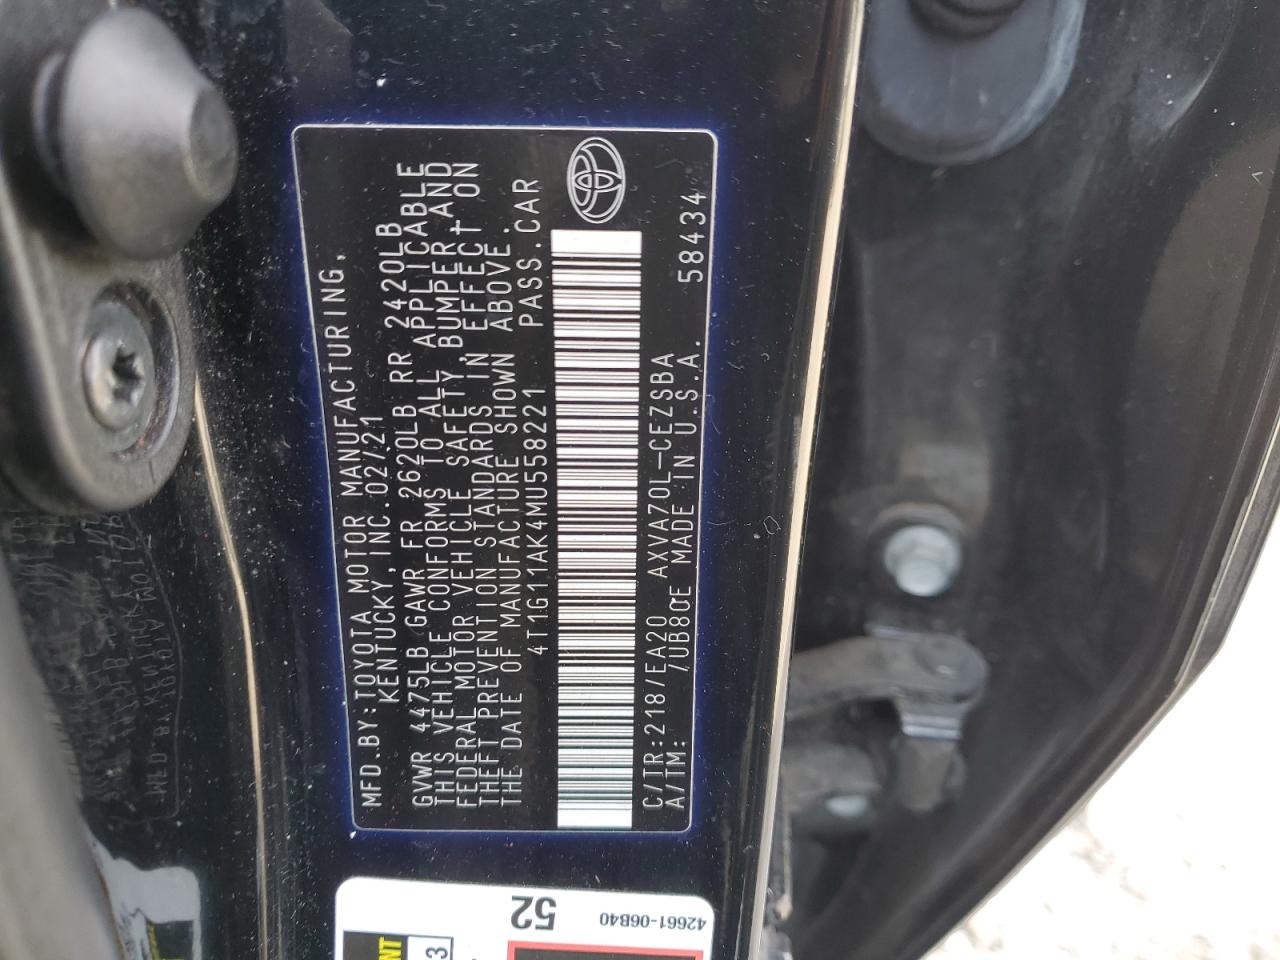 MFD.BY:TOYOTA MOTOR MANUFACTURING,
KENTUCKY,INC.02/21
GVWR 4475LB GAWR FR 2620LB RR 2420LB
THIS VEHICLE CONFORMS TO ALL APPLICABLE
FEDERAL MOTOR VEHICLE SAFETY,BUMPER,AND
THEFT PREVENTION STANDARDS IN EFFECT ON
THE DATE OF MANUFACTURE SHOWN ABOVE.
4T1G11AK4MU558221 PASS.CAR
C/TR:218/EA20 AXVA70L-CEZSBA 58434
A/TM: /UB80E MADE IN U.S.A.
52
42661-06B40
3